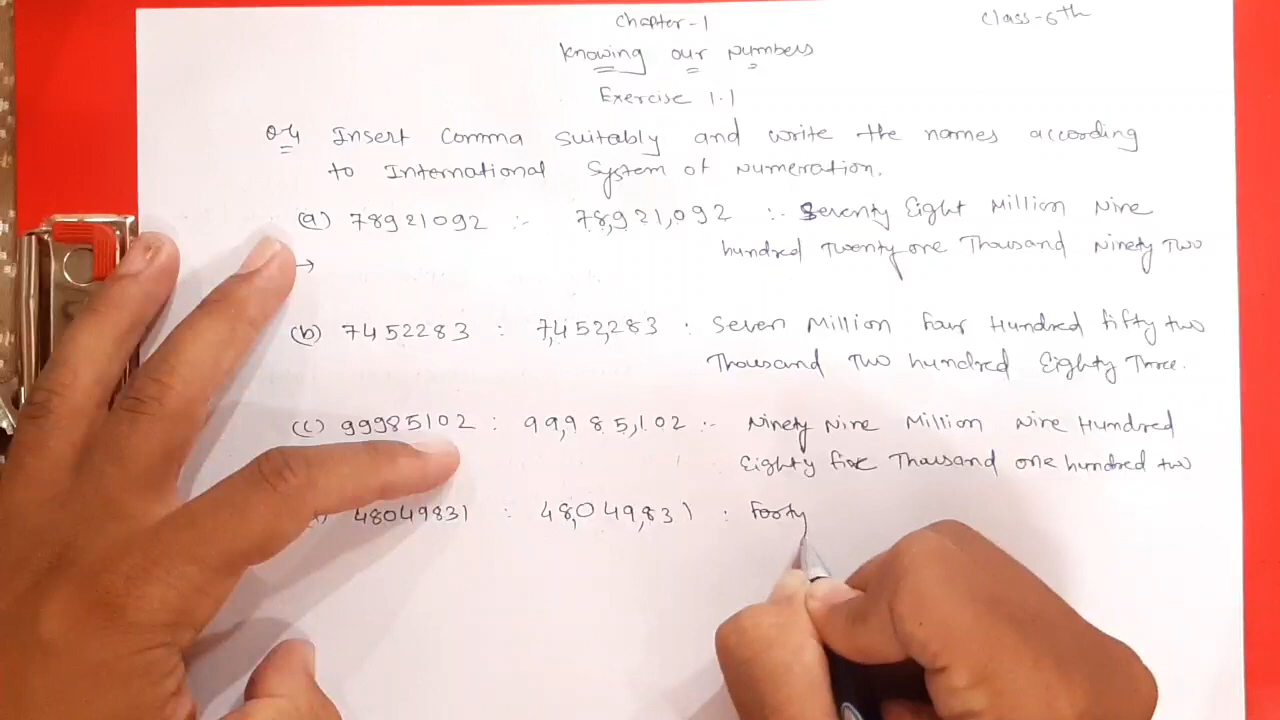 Chapter-1
Class-6th
Knowing our Numbers
Exercise 1.1
Q-4 Insert Comma suitably and write the names according
to International System of Numeration.
(a) 78921092 :- 78,921,092 :- Seventy Eight Million Nine
hundred Twenty one Thousand Ninety Two
→
(b) 7452283 : 7,452,283 : Seven Million Four Hundred fifty two
Thousand Two hundred Eighty Three.
(c) 99985102 : 99,985,102 :- Ninety Nine Million Nine Hundred
Eighty five Thousand one hundred two
48049831 : 48,049,831 : Foorty